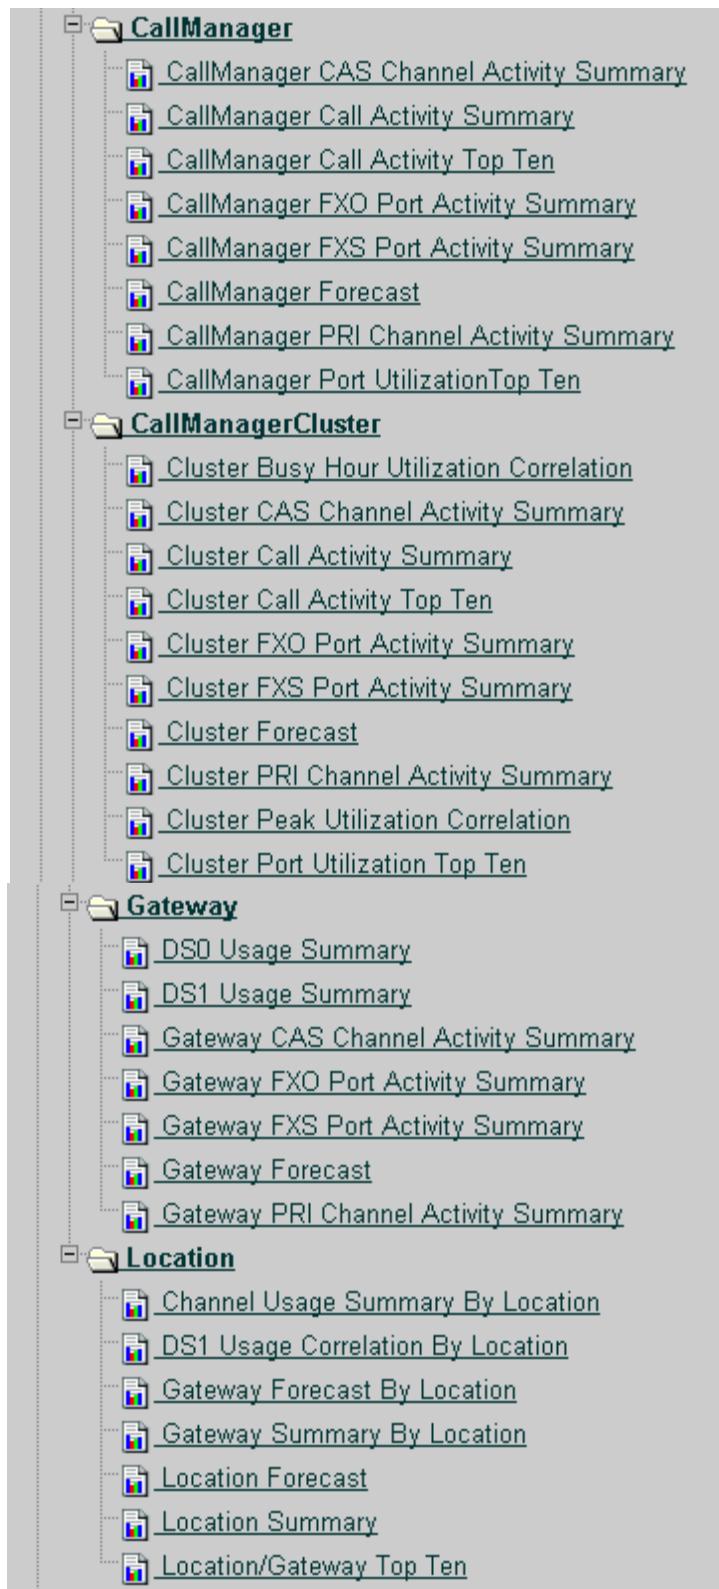 CallManager
CallManager CAS Channel Activity Summary
CallManager Call Activity Summary
CallManager Call Activity Top Ten
CallManager FXO Port Activity Summary
CallManager FXS Port Activity Summary
CallManager Forecast
CallManager PRI Channel Activity Summary
CallManager Port UtilizationTop Ten
CallManagerCluster
Cluster Busy Hour Utilization Correlation
Cluster CAS Channel Activity Summary
Cluster Call Activity Summary
Cluster Call Activity Top Ten
Cluster FXO Port Activity Summary
Cluster FXS Port Activity Summary
Cluster Forecast
Cluster PRI Channel Activity Summary
Cluster Peak Utilization Correlation
Cluster Port Utilization Top Ten
Gateway
DS0 Usage Summary
DS1 Usage Summary
Gateway CAS Channel Activity Summary
Gateway FXO Port Activity Summary
Gateway FXS Port Activity Summary
Gateway Forecast
Gateway PRI Channel Activity Summary
Location
Channel Usage Summary By Location
DS1 Usage Correlation By Location
Gateway Forecast By Location
Gateway Summary By Location
Location Forecast
Location Summary
Location/Gateway Top Ten